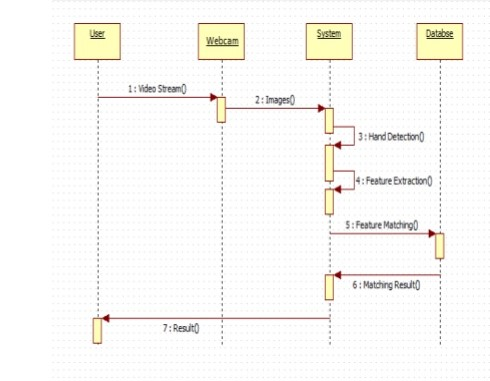 User
Webcam
System
Databse
1 : Video Stream()
2 : Images()
3 : Hand Detection()
4 : Feature Extraction()
5 : Feature Matching()
6 : Matching Result()
7 : Result()